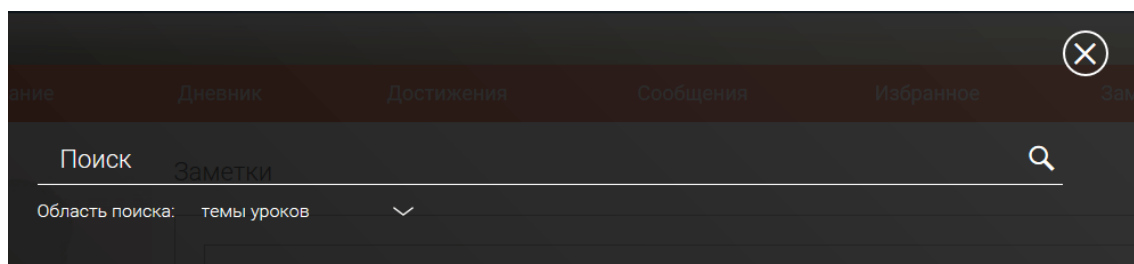 Дневник Достижения Сообщения Избранное
Поиск
Заметки
Область поиска: темы уроков